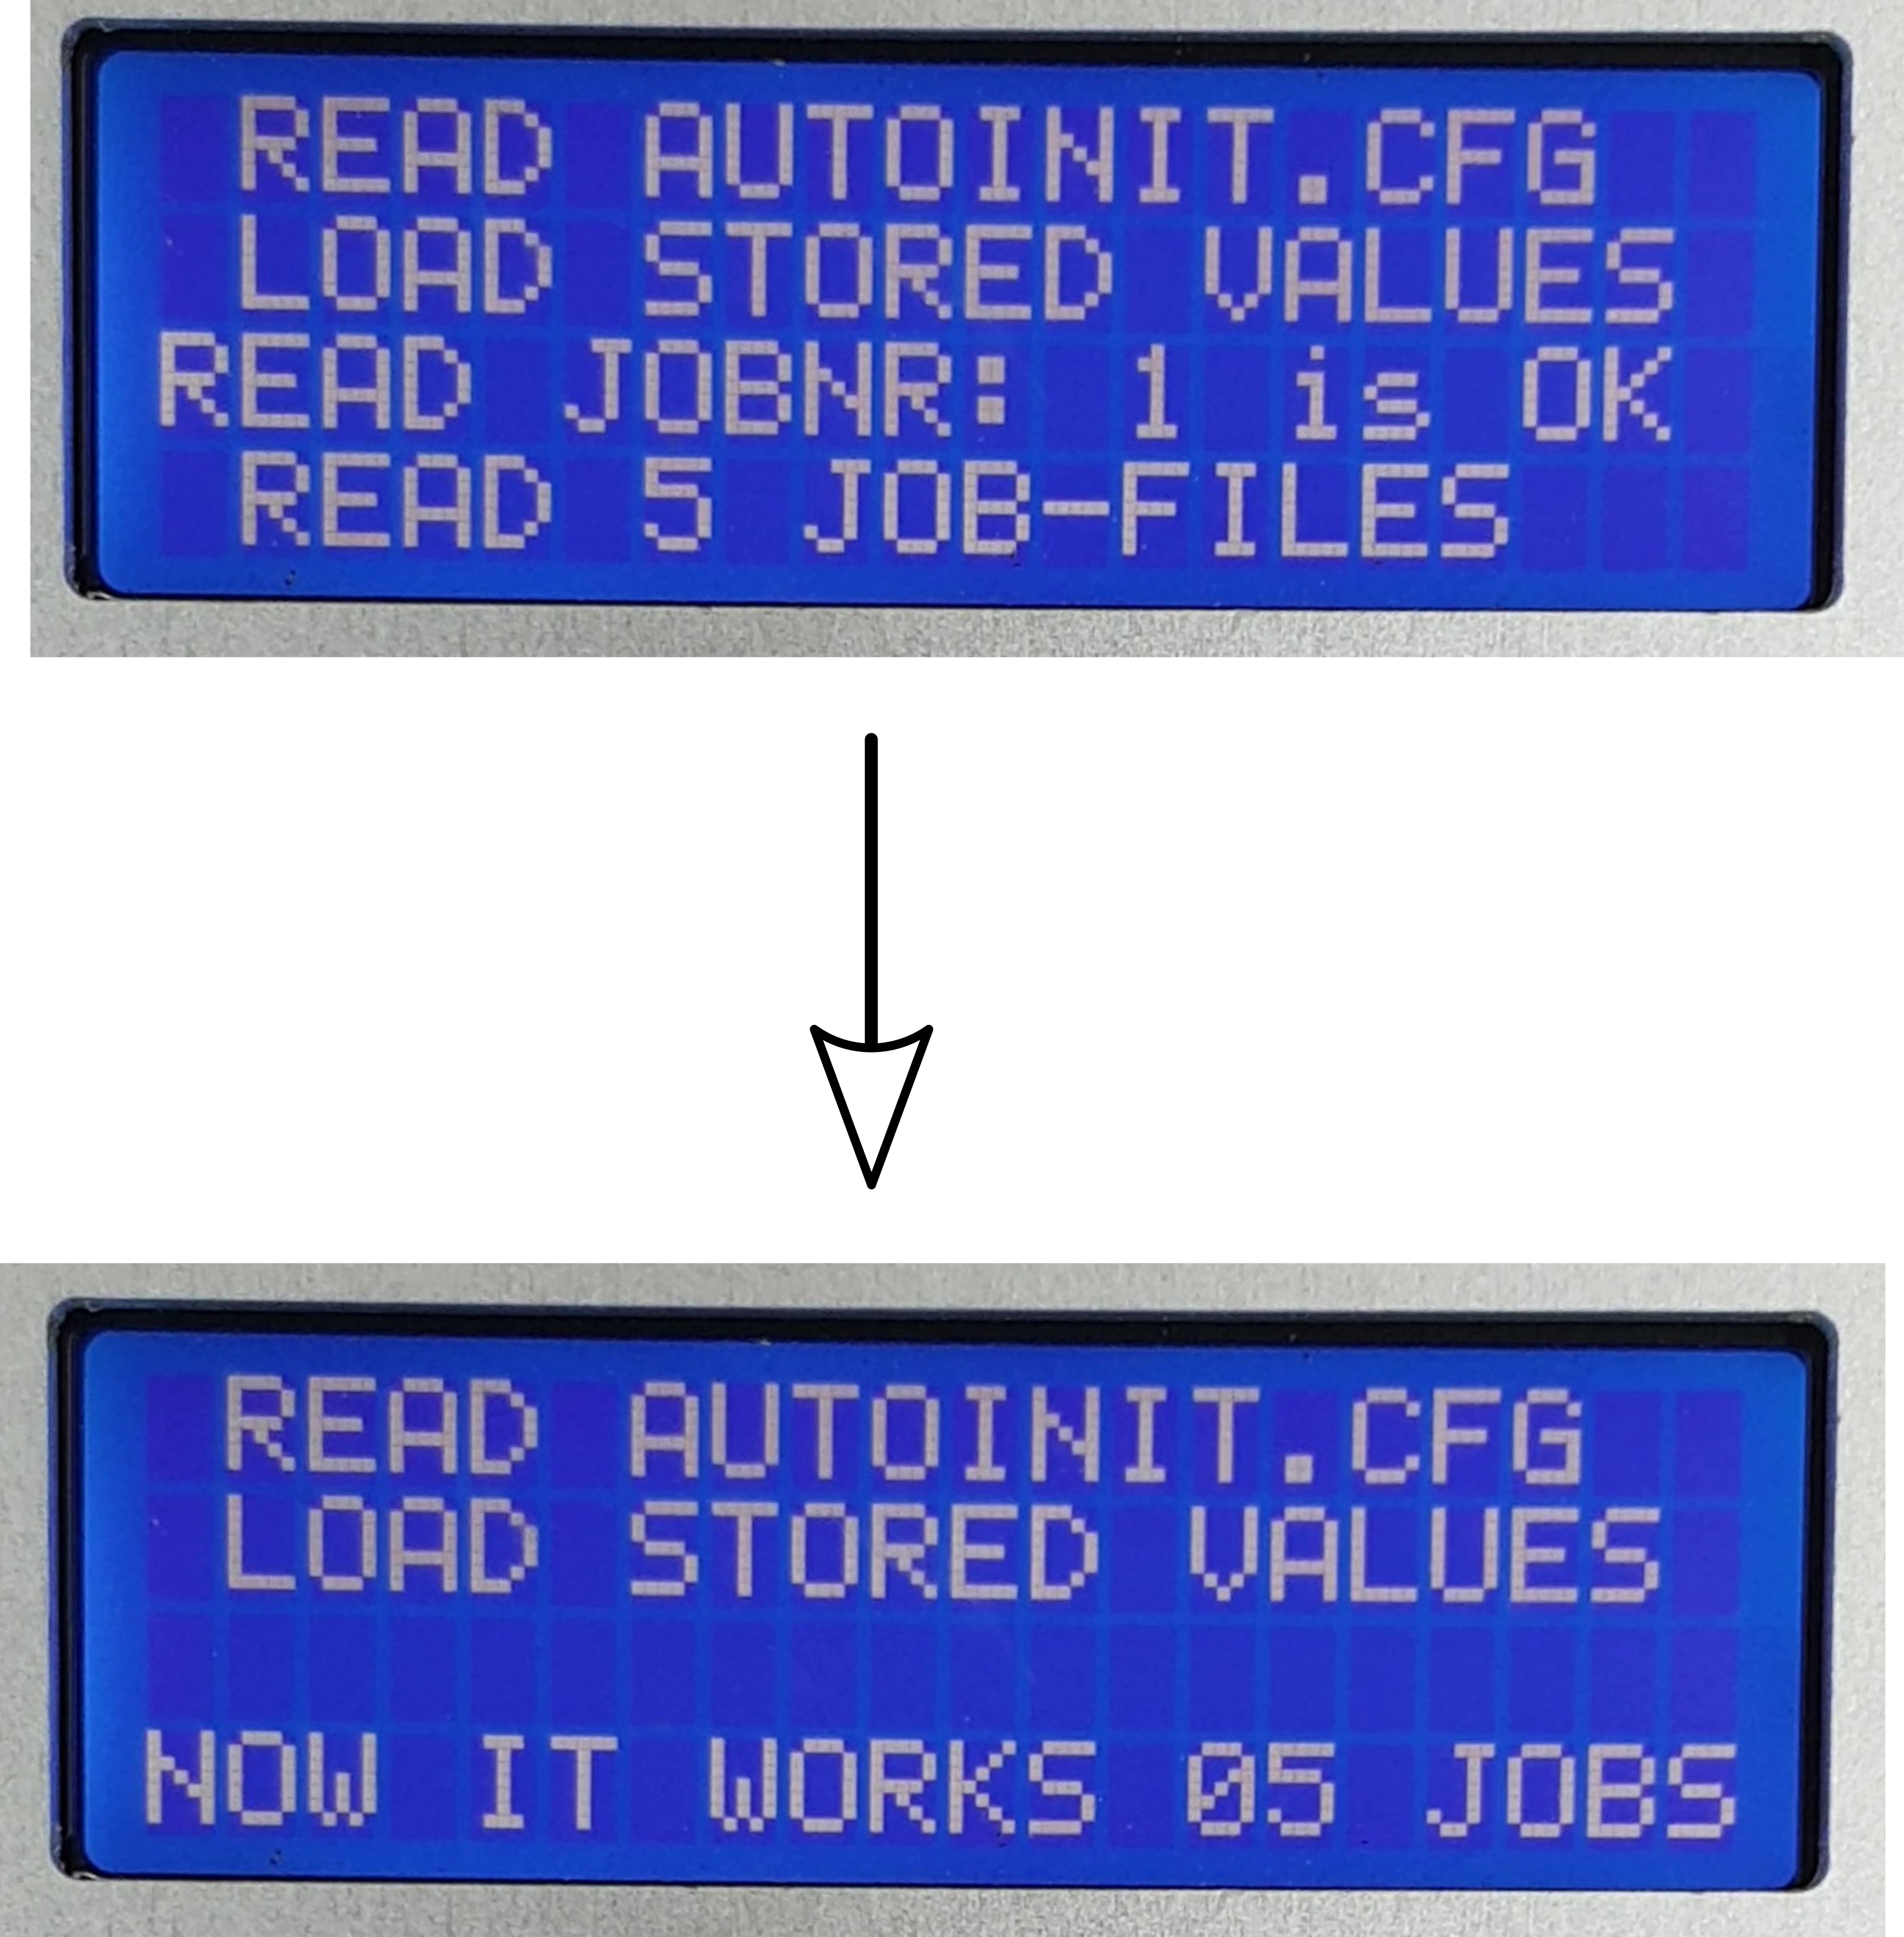 READ AUTOINIT.CFG
LOAD STORED VALUES
READ JOBNR: 1 is OK
READ 5 JOB-FILES
READ AUTOINIT.CFG
LOAD STORED VALUES
NOW IT WORKS 05 JOBS